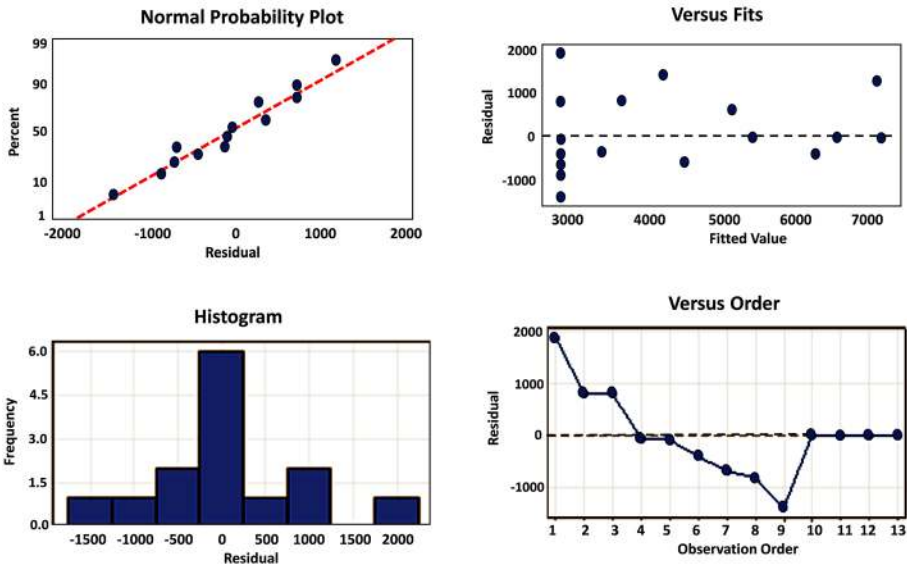 Normal Probability Plot
99
90
50
10
1
Percent
-2000 -1000 0 1000 2000
Residual
Versus Fits
2000
1000
0
-1000
Residual
3000 4000 5000 6000 7000
Fitted Value
Histogram
6.0
4.5
3.0
1.5
0.0
Frequency
-1500 -1000 -500 0 500 1000 1500 2000
Residual
Versus Order
2000
1000
0
-1000
Residual
1 2 3 4 5 6 7 8 9 10 11 12 13
Observation Order